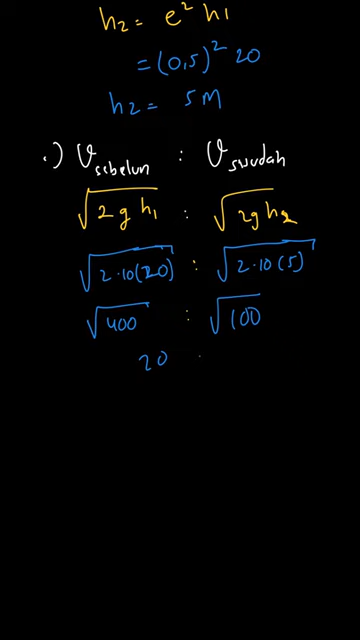 h₂ = e² h₁
= (0,5)² 20
h₂ = 5 M
.) V sebelum : V sesudah
√2 g h₁ : √2g h₂
√2·10(20) : √2·10(5)
√400 : √100
20 :